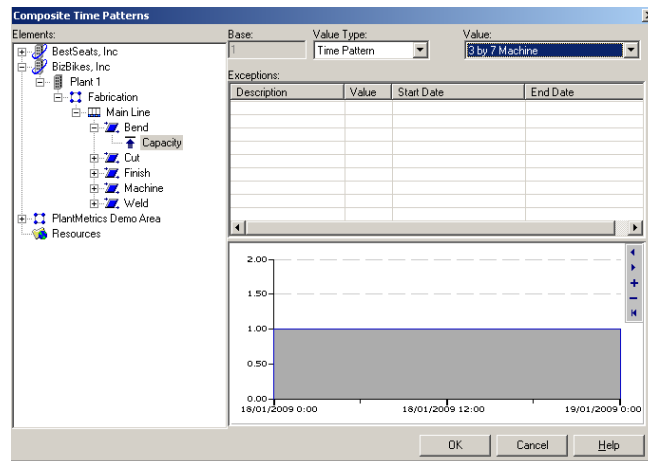 Composite Time Patterns
Elements:
BestSeats, Inc
BizBikes, Inc
Plant 1
Fabrication
Main Line
Bend
Capacity
Cut
Finish
Machine
Weld
PlantMetrics Demo Area
Resources
Base: Value Type: Value:
1 Time Pattern 3 by 7 Machine
Exceptions:
Description Value Start Date End Date
2.00
1.50
1.00
0.50
0.00
18/01/2009 0:00 18/01/2009 12:00 19/01/2009 0:00
OK Cancel Help